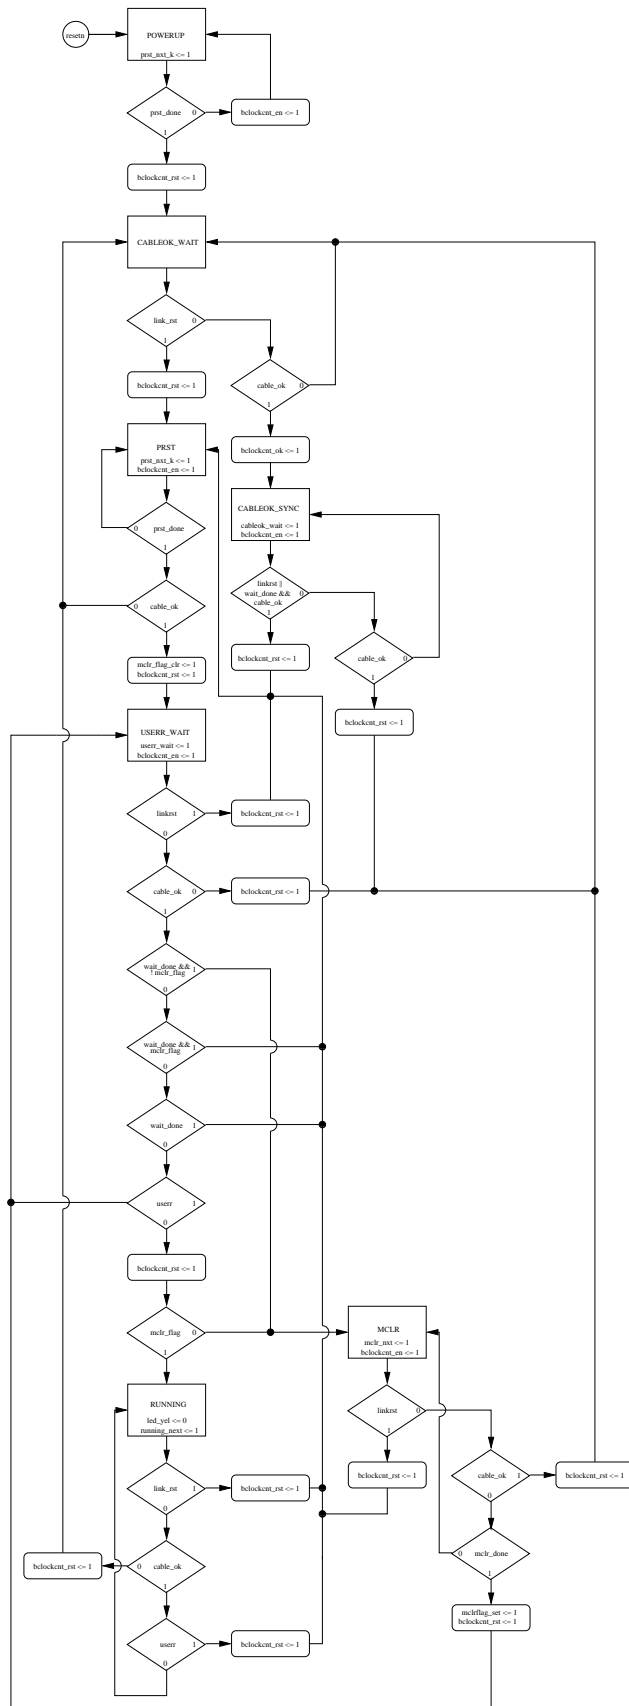 resetn
POWERUP
prst_nxt_k <= 1
prst_done
0
1
bclockcnt_en <= 1
bclockcnt_rst <= 1
CABLEOK_WAIT
link_rst
0
1
bclockcnt_rst <= 1
cable_ok
0
1
bclockcnt_ok <= 1
PRST
prst_nxt_k <= 1
bclockcnt_en <= 1
CABLEOK_SYNC
cableok_wait <= 1
bclockcnt_en <= 1
0
prst_done
1
linkrst ||
wait_done &&
cable_ok
0
1
0
cable_ok
1
bclockcnt_rst <= 1
cable_ok
0
1
mclr_flag_clr <= 1
bclockcnt_rst <= 1
bclockcnt_rst <= 1
USERR_WAIT
userr_wait <= 1
bclockcnt_en <= 1
linkrst
1
0
bclockcnt_rst <= 1
cable_ok
0
1
bclockcnt_rst <= 1
wait_done &&
! mclr_flag
1
0
wait_done &&
mclr_flag
1
0
wait_done
1
0
userr
1
0
bclockcnt_rst <= 1
mclr_flag
0
1
MCLR
mclr_nxt <= 1
bclockcnt_en <= 1
RUNNING
led_yel <= 0
running_next <= 1
linkrst
0
1
link_rst
1
0
bclockcnt_rst <= 1
bclockcnt_rst <= 1
cable_ok
1
0
bclockcnt_rst <= 1
bclockcnt_rst <= 1
0
cable_ok
1
0
mclr_done
1
mclrflag_set <= 1
bclockcnt_rst <= 1
userr
1
0
bclockcnt_rst <= 1